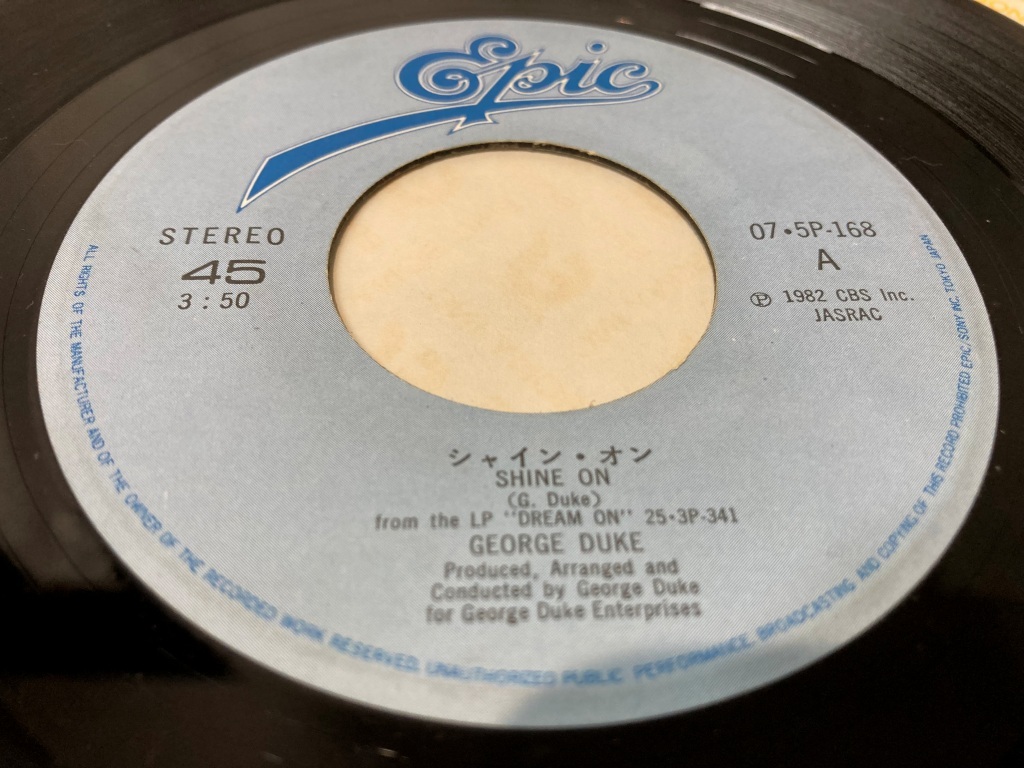 Epic
STEREO
45
3:50
07•5P-168
A
Ⓟ 1982 CBS Inc.
JASRAC
シャイン・オン
SHINE ON
(G. Duke)
from the LP "DREAM ON" 25•3P-341
GEORGE DUKE
Produced, Arranged and
Conducted by George Duke
for George Duke Enterprises
ALL RIGHTS OF THE MANUFACTURER AND OF THE OWNER OF THE RECORDED WORK RESERVED. UNAUTHORIZED PUBLIC PERFORMANCE, BROADCASTING AND COPYING OF THIS RECORD PROHIBITED EPIC/SONY INC. TOKYO JAPAN